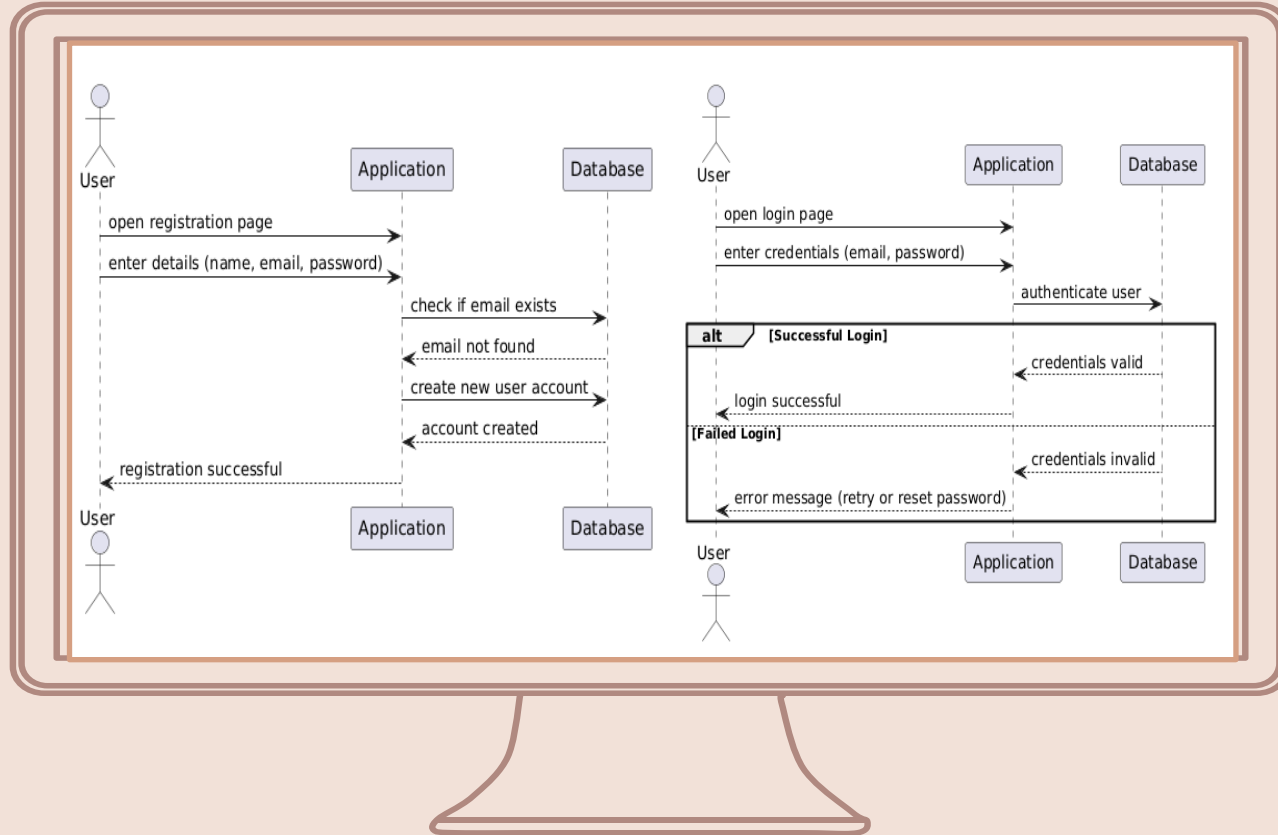 User
Application
Database
open registration page
enter details (name, email, password)
check if email exists
email not found
create new user account
account created
registration successful
User
Application
Database
User
Application
Database
open login page
enter credentials (email, password)
authenticate user
alt [Successful Login]
credentials valid
login successful
[Failed Login]
credentials invalid
error message (retry or reset password)
User
Application
Database